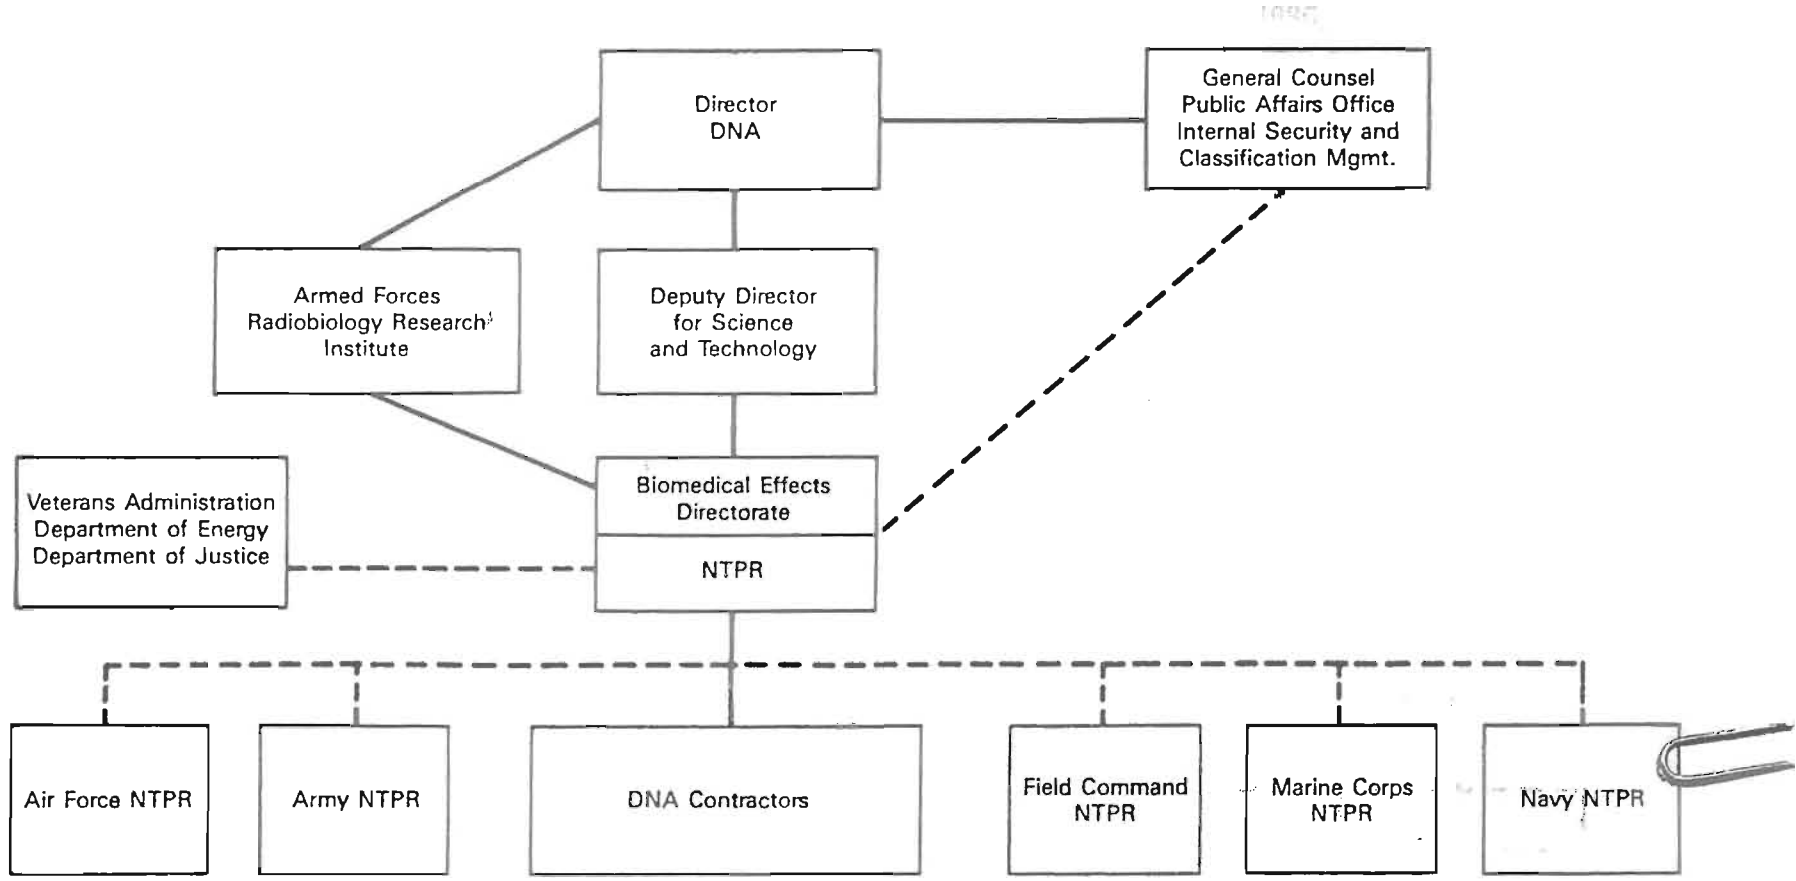 Director
DNA
General Counsel
Public Affairs Office
Internal Security and
Classification Mgmt.
Armed Forces
Radiobiology Research
Institute
Deputy Director
for Science
and Technology
Veterans Administration
Department of Energy
Department of Justice
Biomedical Effects
Directorate
NTPR
Air Force NTPR
Army NTPR
DNA Contractors
Field Command
NTPR
Marine Corps
NTPR
Navy NTPR